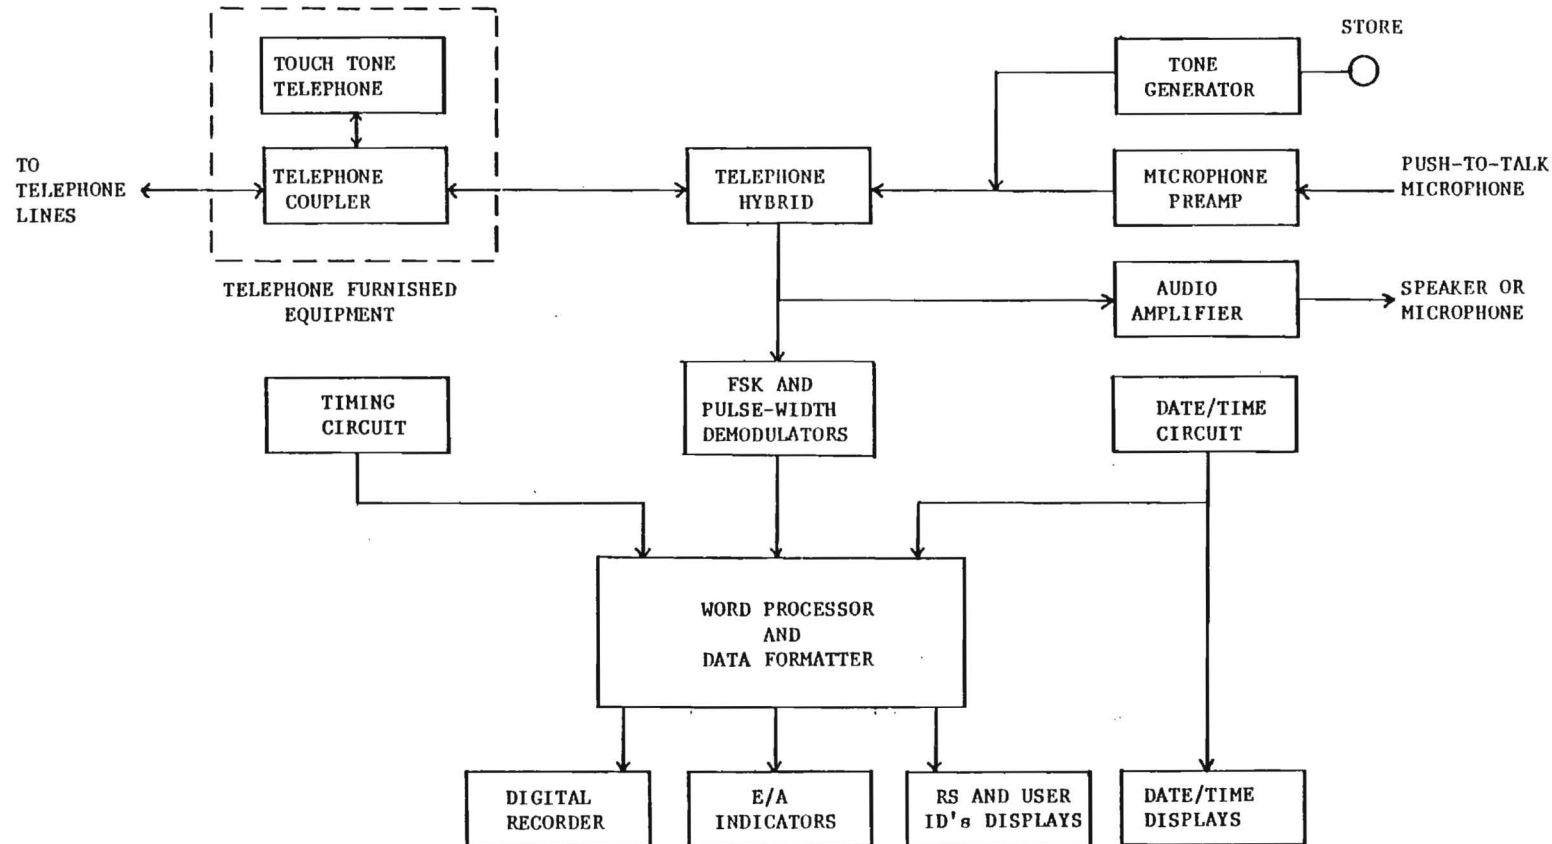 STORE
TOUCH TONE
TELEPHONE
TONE
GENERATOR
TO
TELEPHONE
LINES
TELEPHONE
COUPLER
TELEPHONE
HYBRID
MICROPHONE
PREAMP
PUSH-TO-TALK
MICROPHONE
TELEPHONE FURNISHED
EQUIPMENT
AUDIO
AMPLIFIER
SPEAKER OR
MICROPHONE
TIMING
CIRCUIT
FSK AND
PULSE-WIDTH
DEMODULATORS
DATE/TIME
CIRCUIT
WORD PROCESSOR
AND
DATA FORMATTER
DIGITAL
RECORDER
E/A
INDICATORS
RS AND USER
ID's DISPLAYS
DATE/TIME
DISPLAYS